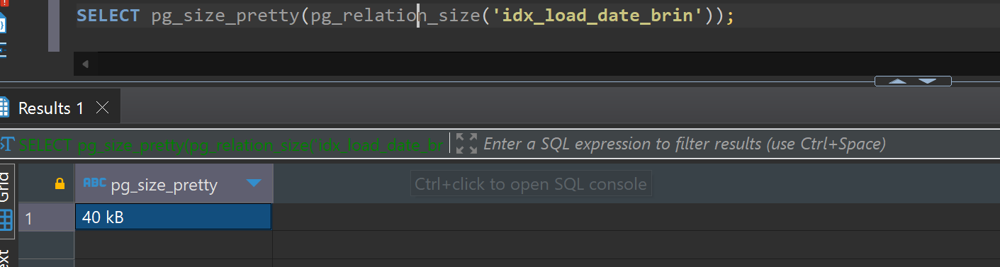 SELECT pg_size_pretty(pg_relation_size('idx_load_date_brin'));
Results 1
SELECT pg_size_pretty(pg_relation_size('idx_load_date_br
Enter a SQL expression to filter results (use Ctrl+Space)
Grid
ABC pg_size_pretty
Ctrl+click to open SQL console
1
40 kB